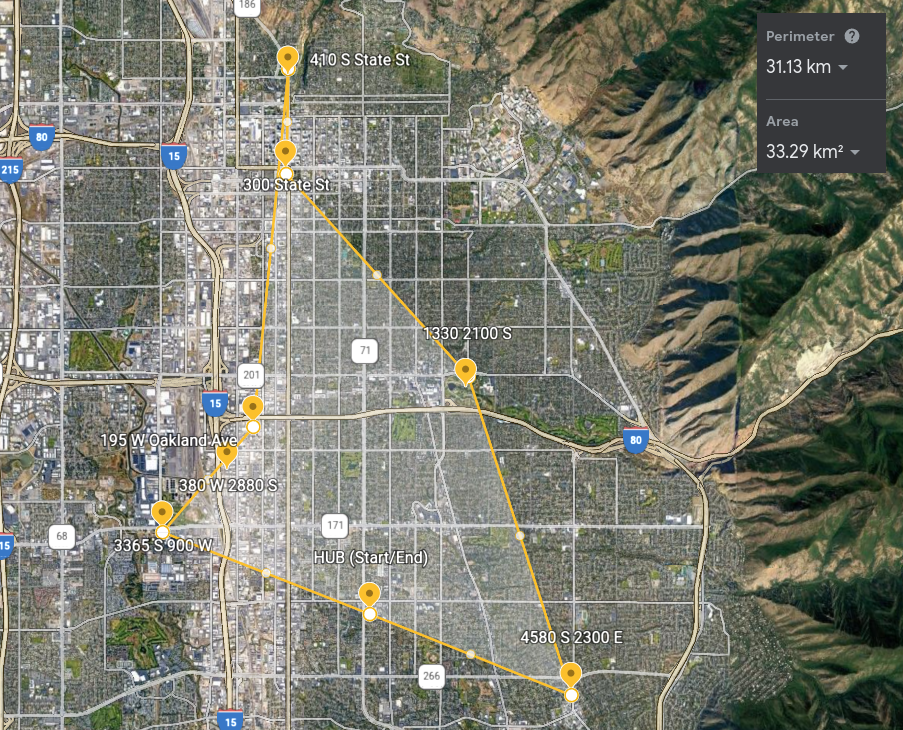 186
Perimeter
31.13 km
Area
33.29 km²
410 S State St
80
15
215
300 State St
1330 2100 S
71
201
15
195 W Oakland Ave
80
380 W 2880 S
171
68
15
3365 S 900 W
HUB (Start/End)
4580 S 2300 E
266
15